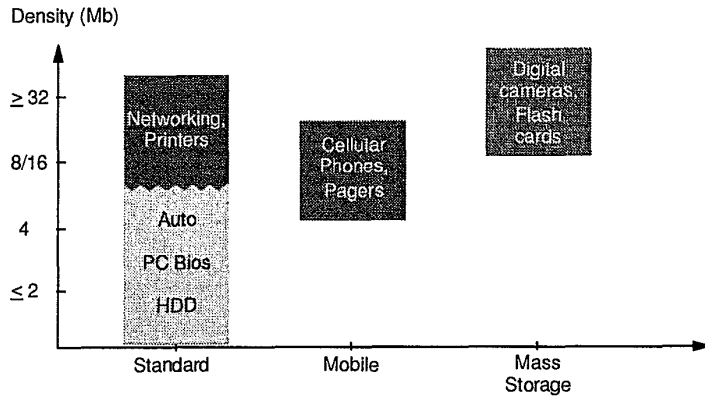 Density (Mb)
≥ 32
8/16
4
≤ 2
Networking,
Printers
Auto
PC Bios
HDD
Cellular
Phones,
Pagers
Digital
cameras,
Flash
cards
Standard
Mobile
Mass
Storage